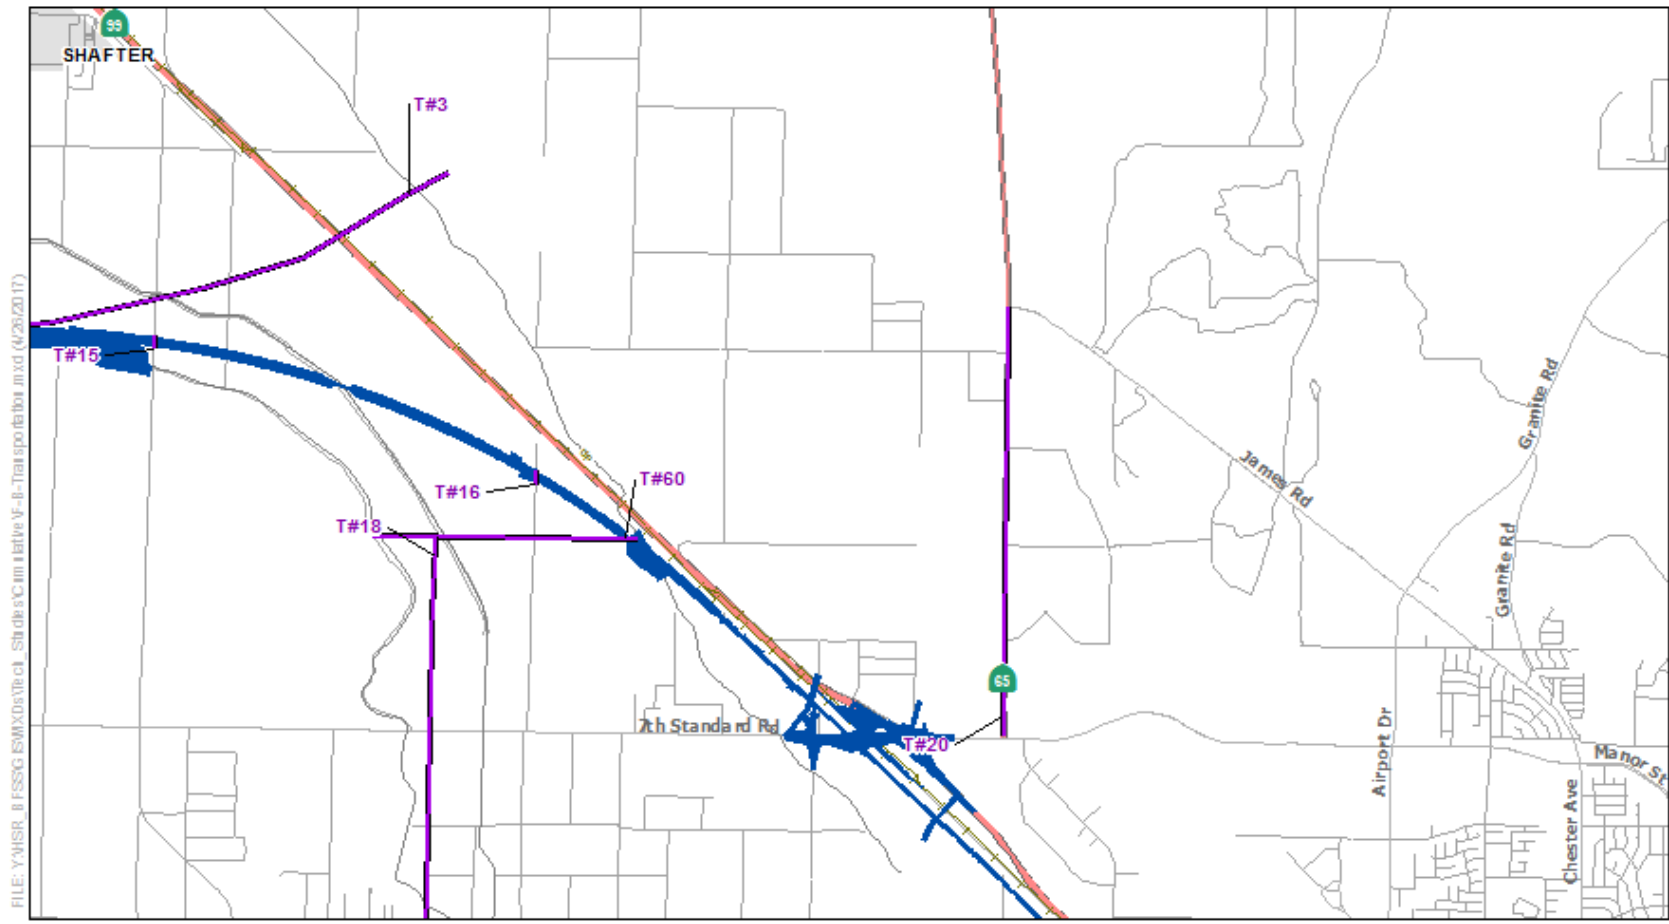 99
SHAFTER
T#3
T#15
T#16
T#60
T#18
Granite Rd
James Rd
Granite Rd
65
7th Standard Rd
T#20
Airport Dr
Manor St
Chester Ave